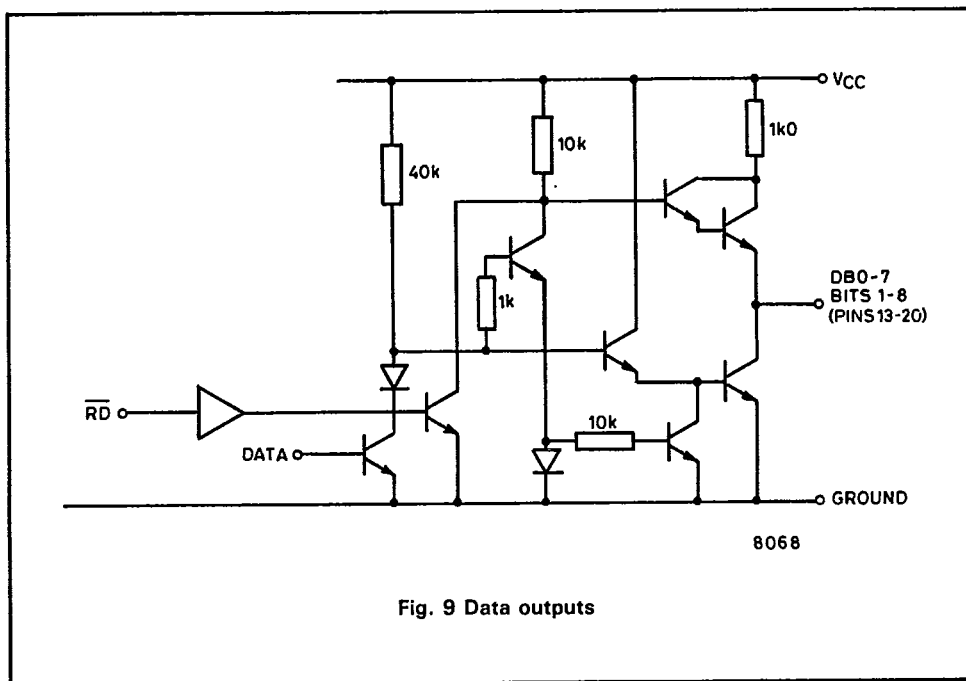 VCC
1k0
10k
40k
1k
DB0-7
BITS 1-8
(PINS 13-20)
RD
10k
DATA
GROUND
8068
Fig. 9 Data outputs